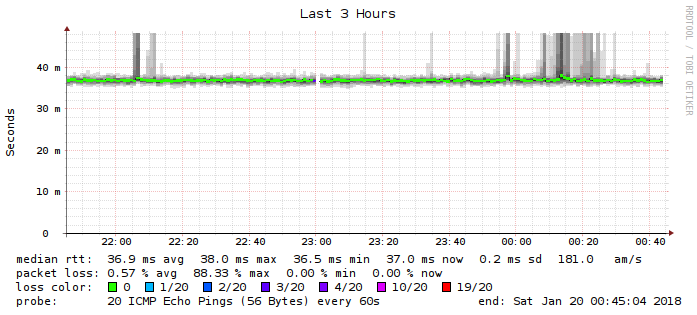 Last 3 Hours
RRDTOOL / TOBI OETIKER
Seconds
40 m
30 m
20 m
10 m
0
22:00 22:20 22:40 23:00 23:20 23:40 00:00 00:20 00:40
median rtt: 36.9 ms avg 38.0 ms max 36.5 ms min 37.0 ms now 0.2 ms sd 181.0 am/s
packet loss: 0.57 % avg 88.33 % max 0.00 % min 0.00 % now
loss color: 0 1/20 2/20 3/20 4/20 10/20 19/20
probe: 20 ICMP Echo Pings (56 Bytes) every 60s end: Sat Jan 20 00:45:04 2018